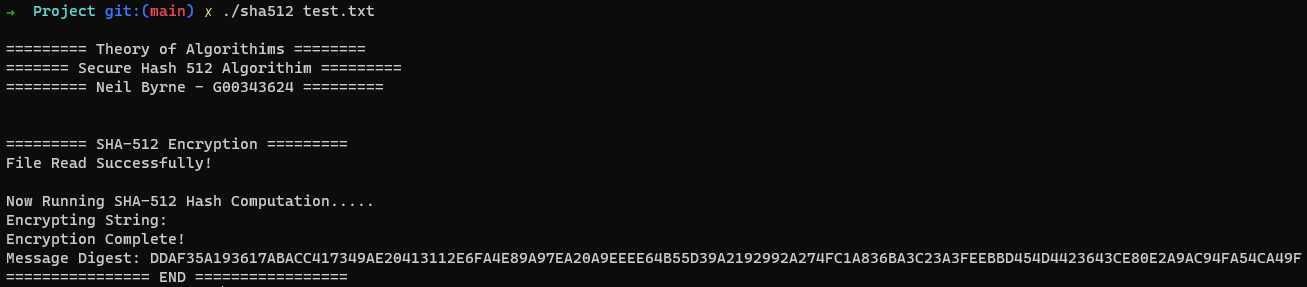 → Project git:(main) ✗ ./sha512 test.txt
========= Theory of Algorithims ========
======= Secure Hash 512 Algorithim =========
========= Neil Byrne - G00343624 =========
========= SHA-512 Encryption =========
File Read Successfully!
Now Running SHA-512 Hash Computation.....
Encrypting String:
Encryption Complete!
Message Digest: DDAF35A193617ABACC417349AE20413112E6FA4E89A97EA20A9EEEE64B55D39A2192992A274FC1A836BA3C23A3FEEBBD454D4423643CE80E2A9AC94FA54CA49F
================ END =================